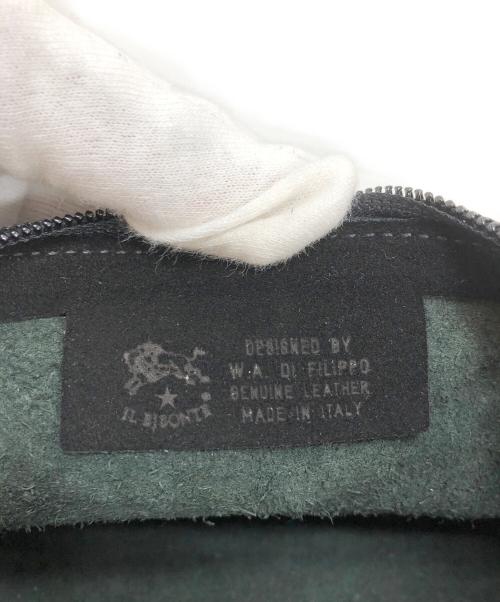 IL BISONTE
DESIGNED BY
W.A. DI FILIPPO
GENUINE LEATHER
MADE IN ITALY